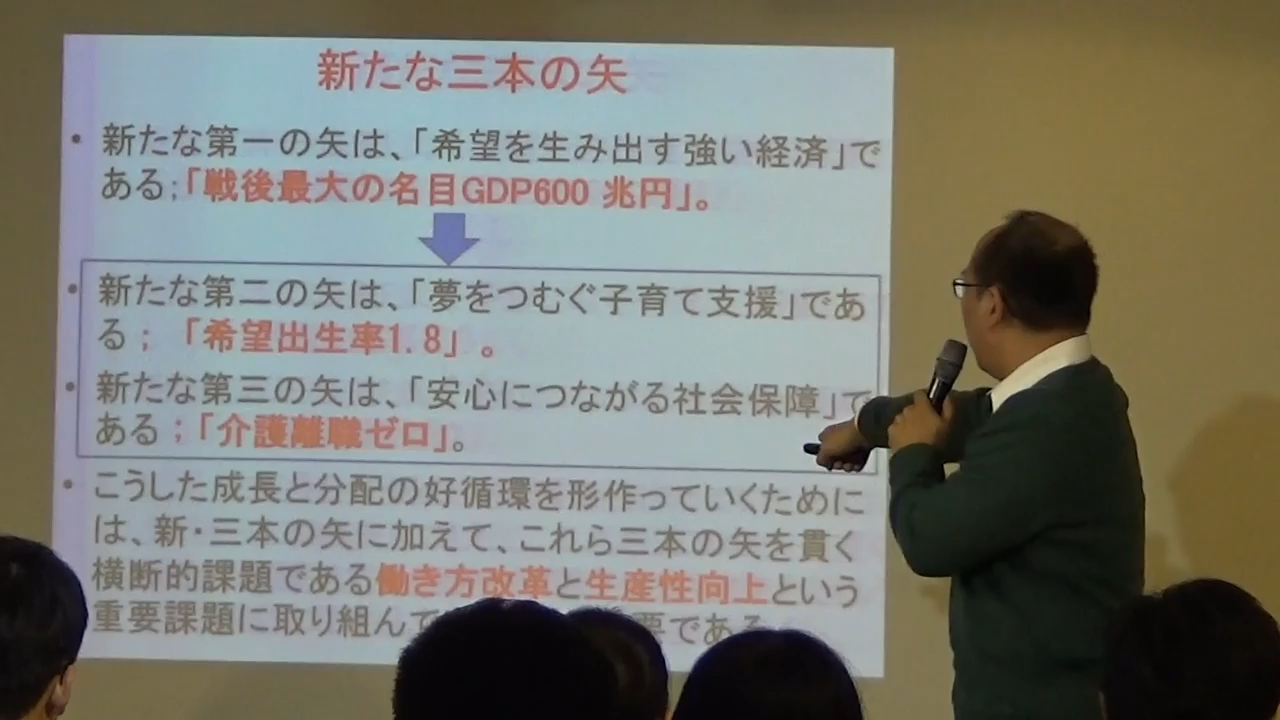 新たな三本の矢
• 新たな第一の矢は、「希望を生み出す強い経済」で
ある;「戦後最大の名目GDP600 兆円」。
• 新たな第二の矢は、「夢をつむぐ子育て支援」であ
る; 「希望出生率1.8」 。
• 新たな第三の矢は、「安心につながる社会保障」で
ある;「介護離職ゼロ」。
• こうした成長と分配の好循環を形作っていくために
は、新・三本の矢に加えて、これら三本の矢を貫く
横断的課題である働き方改革と生産性向上という
重要課題に取り組んで 要である